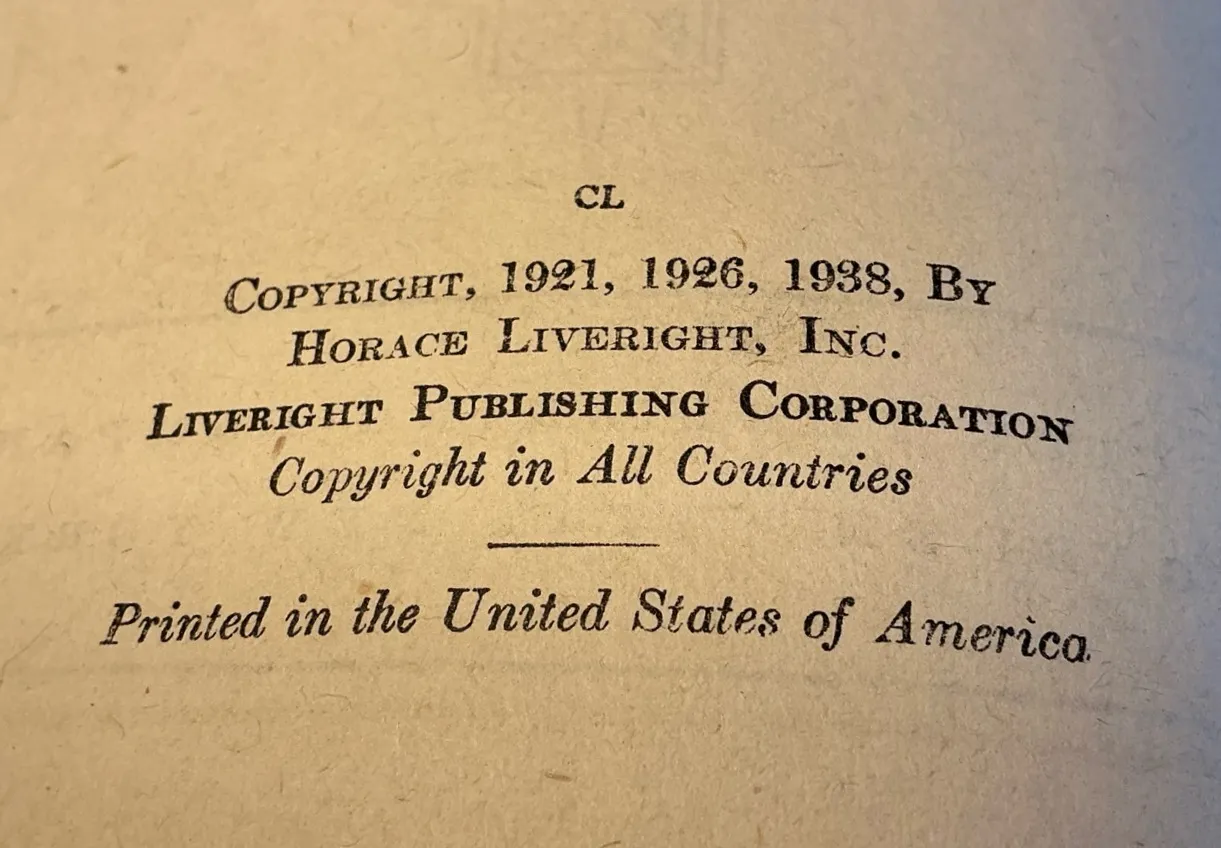 CL
COPYRIGHT, 1921, 1926, 1938, BY
HORACE LIVERIGHT, INC.
LIVERIGHT PUBLISHING CORPORATION
Copyright in All Countries
Printed in the United States of America